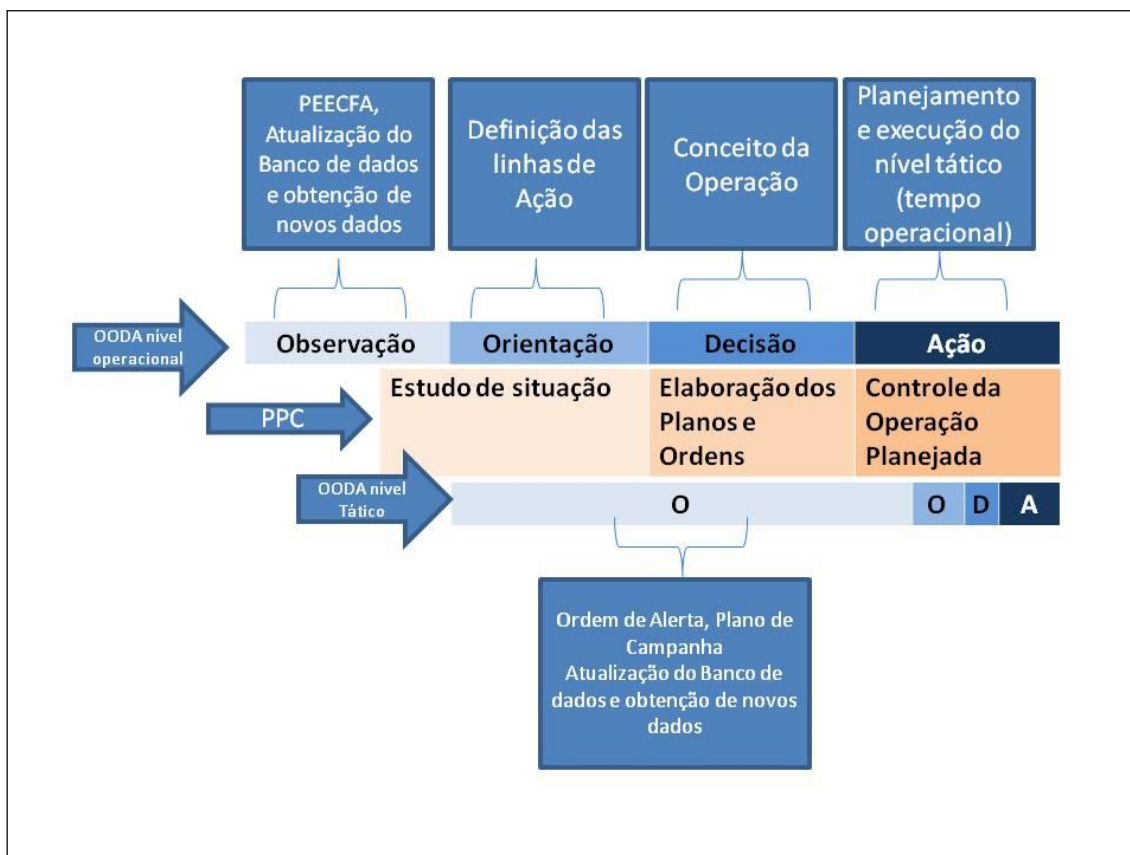 PEECFA,
Atualização do
Banco de dados
e obtenção de
novos dados
Definição das
linhas de
Ação
Conceito da
Operação
Planejamento
e execução do
nível tático
(tempo
operacional)
OODA nível
operacional
Observação
Orientação
Decisão
Ação
PPC
Estudo de situação
Elaboração dos
Planos e
Ordens
Controle da
Operação
Planejada
OODA nível
Tático
O
O
D
A
Ordem de Alerta, Plano de
Campanha
Atualização do Banco de
dados e obtenção de novos
dados